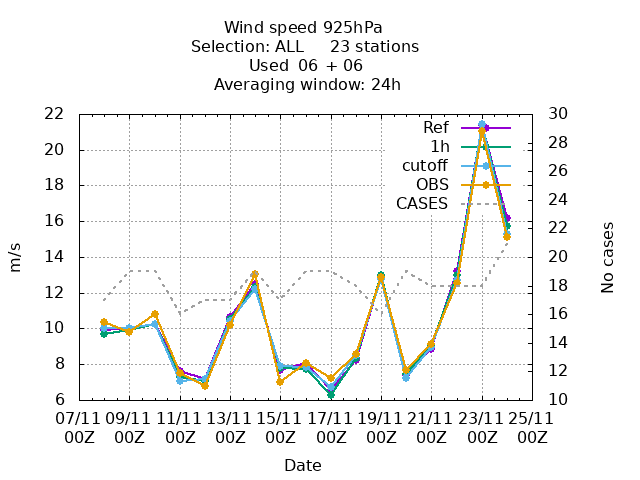 Wind speed 925hPa
Selection: ALL     23 stations
Used  06 + 06
Averaging window: 24h
22
20
18
16
14
12
10
8
6
m/s
30
28
26
24
22
20
18
16
14
12
10
No cases
Ref
1h
cutoff
OBS
CASES
07/11 09/11 11/11 13/11 15/11 17/11 19/11 21/11 23/11 25/11
00Z 00Z 00Z 00Z 00Z 00Z 00Z 00Z 00Z 00Z
Date